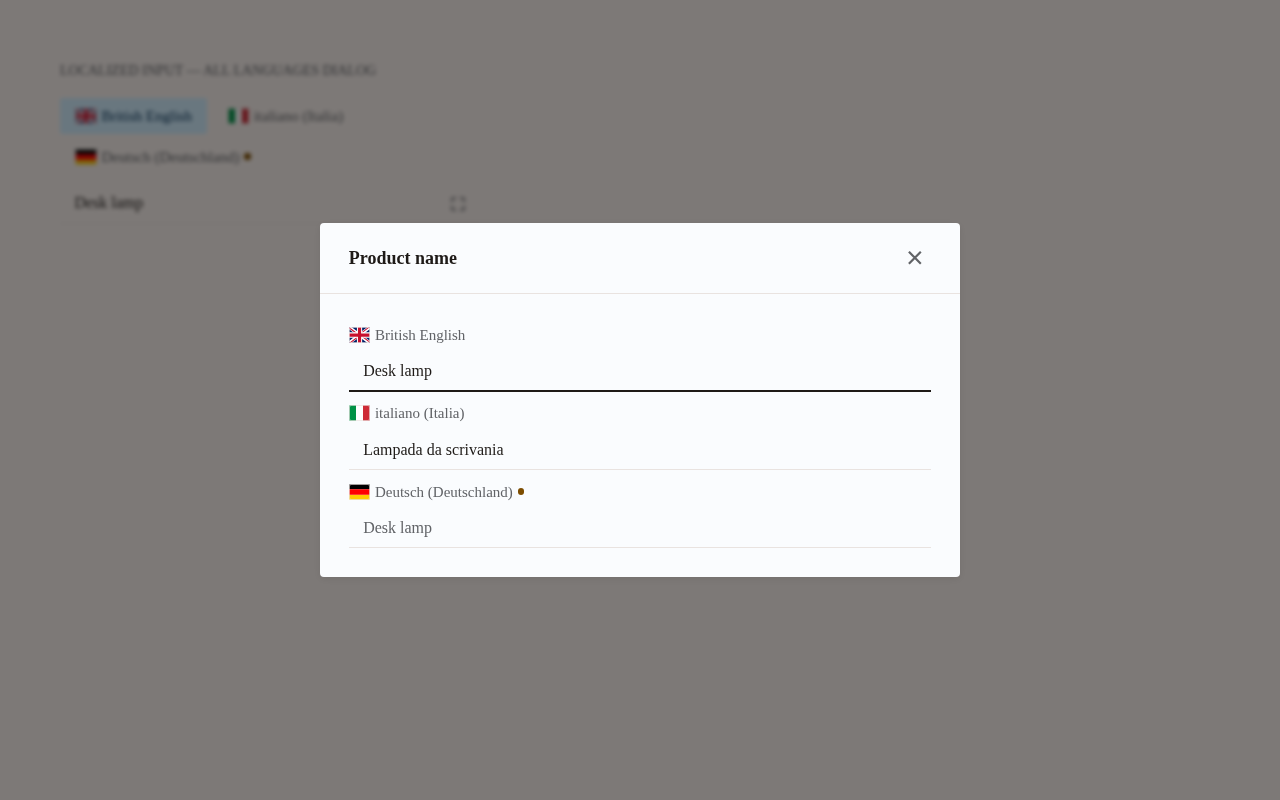 LOCALIZED INPUT — ALL LANGUAGES DIALOG
British English
italiano (Italia)
Deutsch (Deutschland)
Desk lamp
Product name
British English
Desk lamp
italiano (Italia)
Lampada da scrivania
Deutsch (Deutschland)
Desk lamp